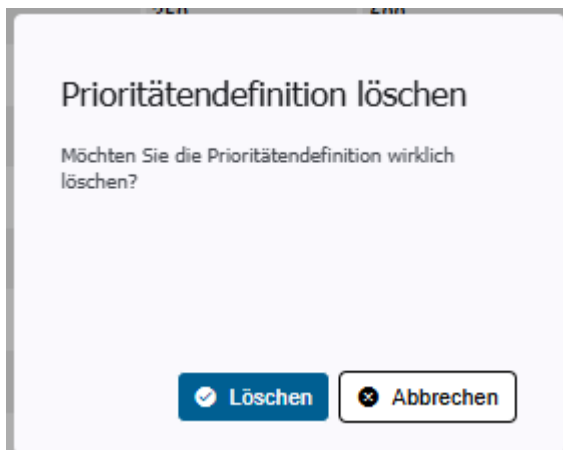 Prioritätendefinition löschen
Möchten Sie die Prioritätendefinition wirklich
löschen?
Löschen Abbrechen